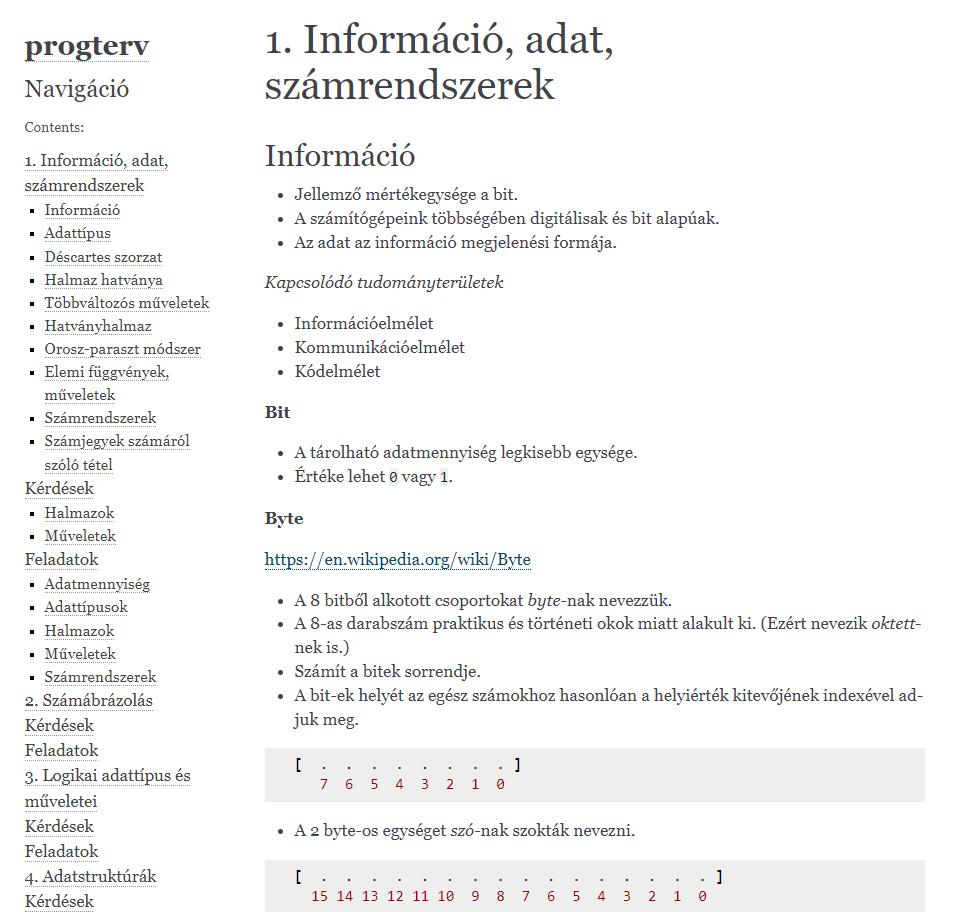 progterv
Navigáció
Contents:
1. Információ, adat,
számrendszerek
Információ
Adattípus
Déscartes szorzat
Halmaz hatványa
Többváltozós műveletek
Hatványhalmaz
Orosz-paraszt módszer
Elemi függvények,
műveletek
Számrendszerek
Számjegyek számáról
szóló tétel
Kérdések
Halmazok
Műveletek
Feladatok
Adatmennyiség
Adattípusok
Halmazok
Műveletek
Számrendszerek
2. Számábrázolás
Kérdések
Feladatok
3. Logikai adattípus és
műveletei
Kérdések
Feladatok
4. Adatstruktúrák
Kérdések
1. Információ, adat,
számrendszerek
Információ
• Jellemző mértékegysége a bit.
• A számítógépeink többségében digitálisak és bit alapúak.
• Az adat az információ megjelenési formája.
Kapcsolódó tudományterületek
• Információelmélet
• Kommunikációelmélet
• Kódelmélet
Bit
• A tárolható adatmennyiség legkisebb egysége.
• Értéke lehet 0 vagy 1.
Byte
https://en.wikipedia.org/wiki/Byte
• A 8 bitből alkotott csoportokat byte-nak nevezzük.
• A 8-as darabszám praktikus és történeti okok miatt alakult ki. (Ezért nevezik oktett-
nek is.)
• Számít a bitek sorrendje.
• A bit-ek helyét az egész számokhoz hasonlóan a helyiérték kitevőjének indexével ad-
juk meg.
[ . . . . . . . . ]
7 6 5 4 3 2 1 0
• A 2 byte-os egységet szó-nak szokták nevezni.
[ . . . . . . . . . . . . . . . . ]
15 14 13 12 11 10 9 8 7 6 5 4 3 2 1 0